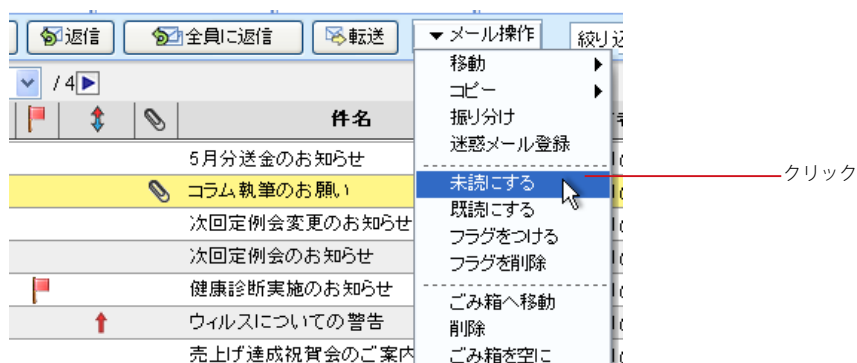 返信 全員に返信 転送 ▼メール操作
/ 4
件名
5月分送金のお知らせ
コラム執筆のお願い
次回定例会変更のお知らせ
次回定例会のお知らせ
健康診断実施のお知らせ
ウィルスについての警告
売上げ達成祝賀会のご案内
移動
コピー
振り分け
迷惑メール登録
未読にする
既読にする
フラグをつける
フラグを削除
ごみ箱へ移動
削除
ごみ箱を空に
クリック